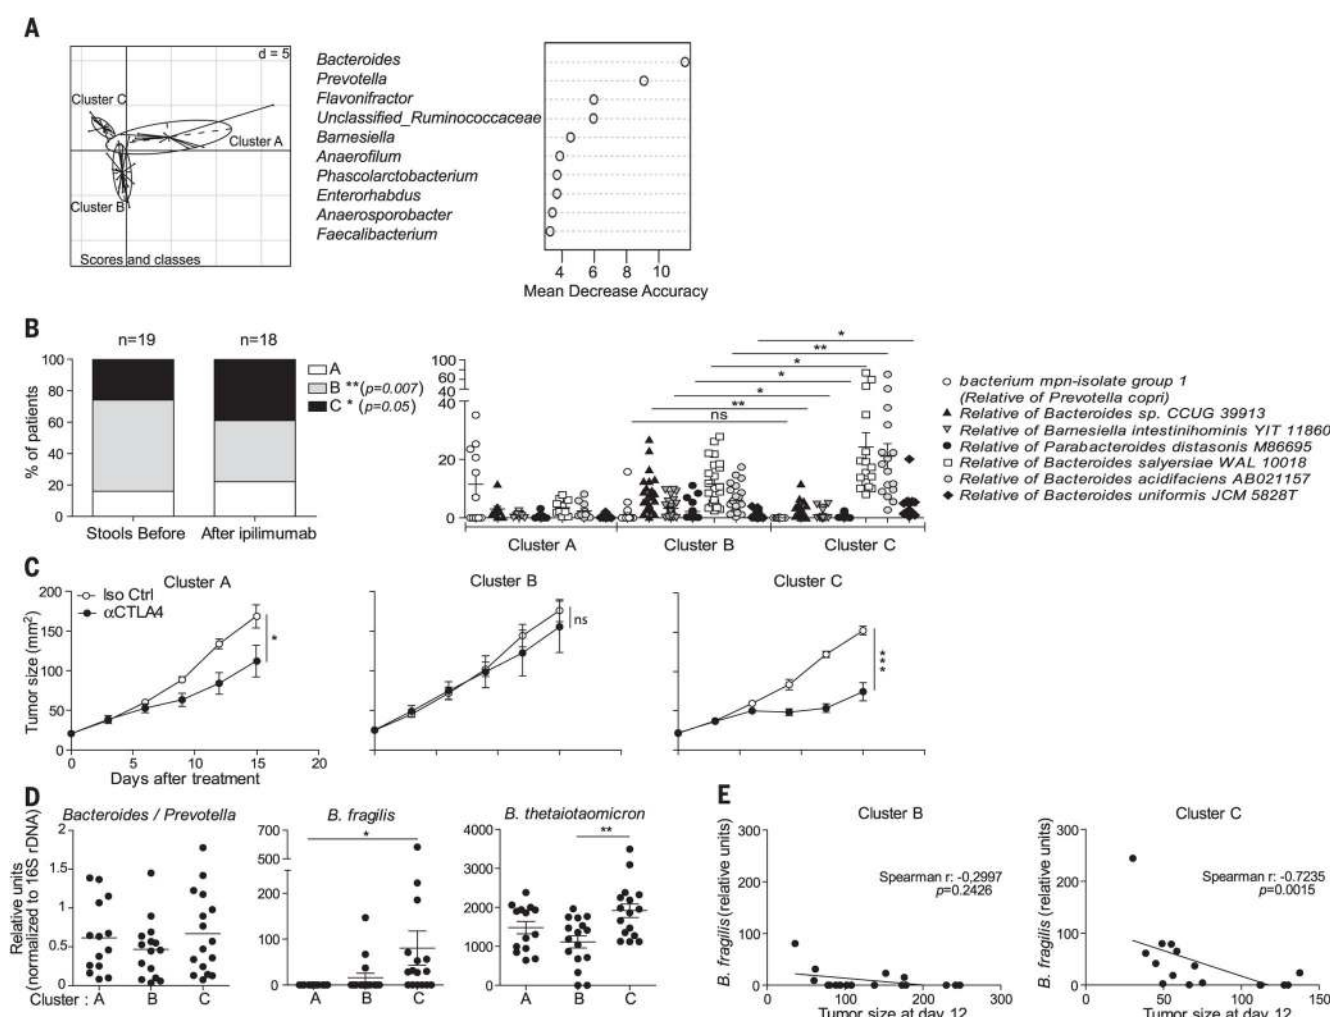 A
d = 5
Cluster C
Cluster A
Cluster B
Scores and classes
Bacteroides
Prevotella
Flavonifractor
Unclassified_Ruminococcaceae
Barnesiella
Anaerofilum
Phascolarctobacterium
Enterorhabdus
Anaerosporobacter
Faecalibacterium
4 6 8 10
Mean Decrease Accuracy
B
n=19 n=18
100
80
60
40
20
0
% of patients
Stools Before After ipilimumab
A
B **(p=0.007)
C * (p=0.05)
*
**
*
*
*
**
ns
100
80
60
40
40
20
0
Cluster A Cluster B Cluster C
bacterium mpn-isolate group 1
(Relative of Prevotella copri)
Relative of Bacteroides sp. CCUG 39913
Relative of Barnesiella intestinihominis YIT 11860
Relative of Parabacteroides distasonis M86695
Relative of Bacteroides salyersiae WAL 10018
Relative of Bacteroides acidifaciens AB021157
Relative of Bacteroides uniformis JCM 5828T
C
Cluster A
Iso Ctrl
αCTLA4
200
150
100
50
0
Tumor size (mm²)
*
0 5 10 15 20
Days after treatment
Cluster B
ns
Cluster C
***
D
Bacteroides / Prevotella
2
1.5
1
0.5
0
Relative units
(normalized to 16S rDNA)
Cluster : A B C
B. fragilis
700
500
200
100
0
*
A B C
B. thetaiotaomicron
4000
3000
2000
1000
0
**
A B C
E
Cluster B
300
200
100
0
B. fragilis (relative units)
Spearman r: -0,2997
p=0.2426
0 100 200 300
Tumor size at day 12
Cluster C
300
200
100
0
B. fragilis (relative units)
Spearman r: -0.7235
p=0.0015
0 50 100 150
Tumor size at day 12